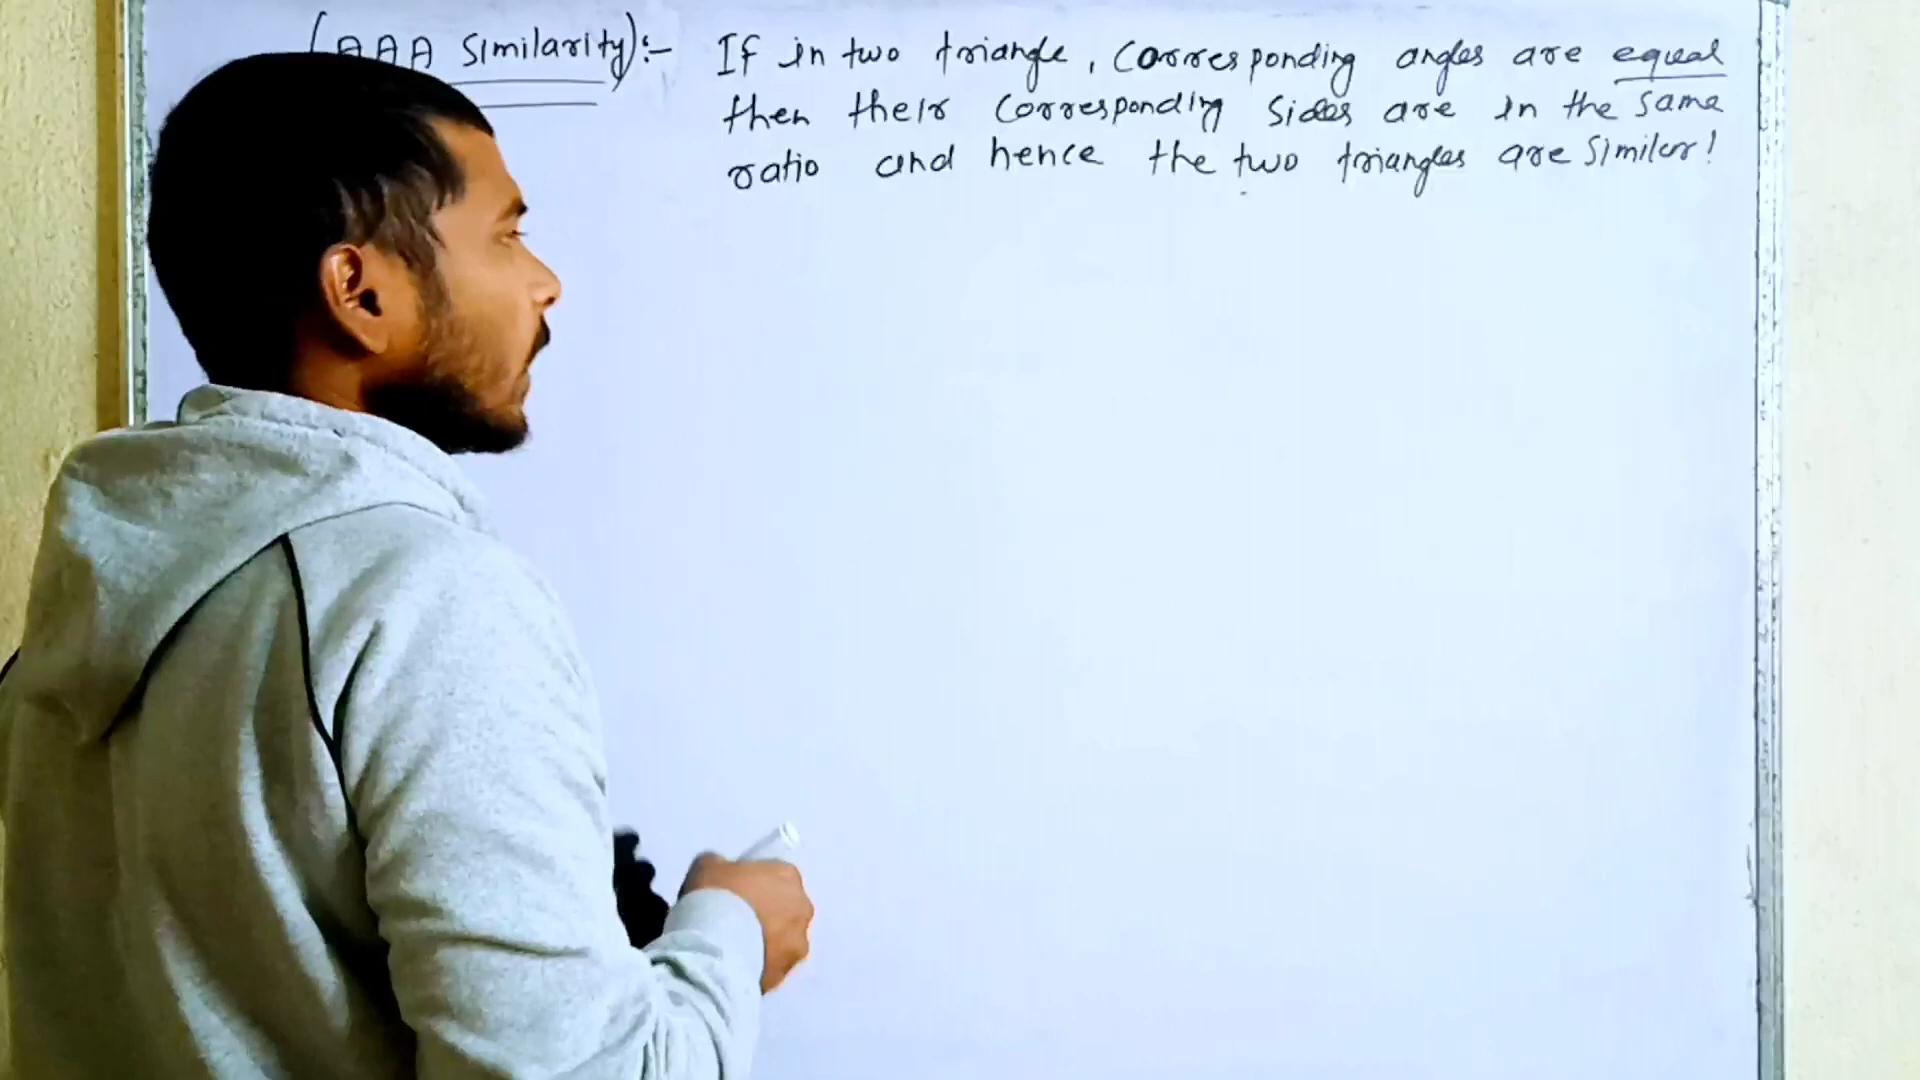 (AAA Similarity):- If in two triangle, Corresponding angles are equal
then their Corresponding Sides are in the same
ratio and hence the two triangles are Similar!